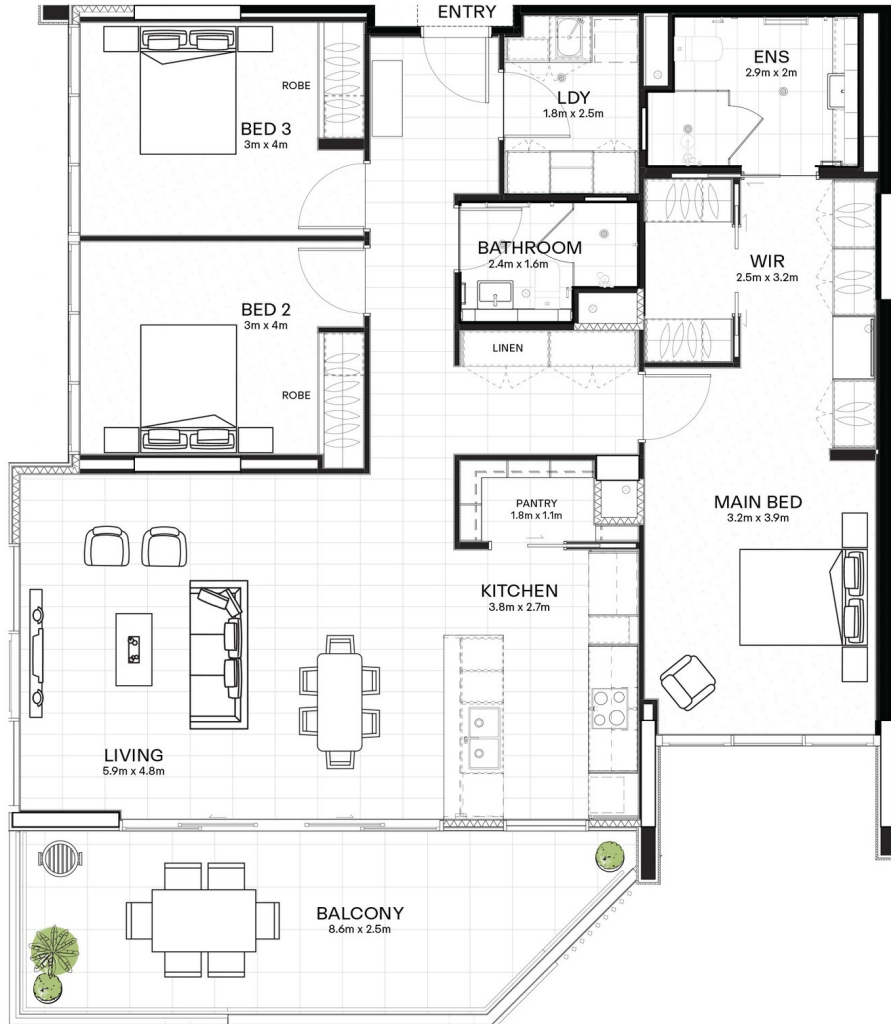 ENTRY
ENS
2.9m x 2m
ROBE
LDY
1.8m x 2.5m
BED 3
3m x 4m
BATHROOM
2.4m x 1.6m
WIR
2.5m x 3.2m
BED 2
3m x 4m
LINEN
ROBE
PANTRY
1.8m x 1.1m
MAIN BED
3.2m x 3.9m
KITCHEN
3.8m x 2.7m
LIVING
5.9m x 4.8m
BALCONY
8.6m x 2.5m